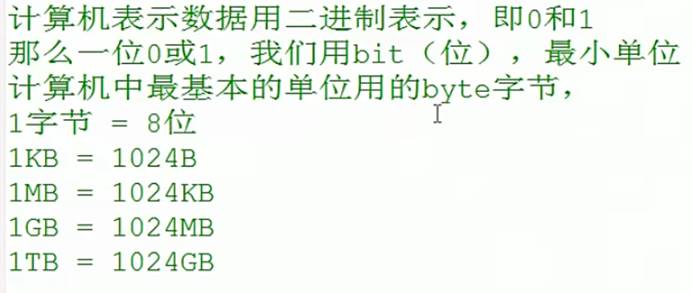 计算机表示数据用二进制表示，即0和1
那么一位0或1，我们用bit（位），最小单位
计算机中最基本的单位用的byte字节，
1字节 = 8位
1KB = 1024B
1MB = 1024KB
1GB = 1024MB
1TB = 1024GB